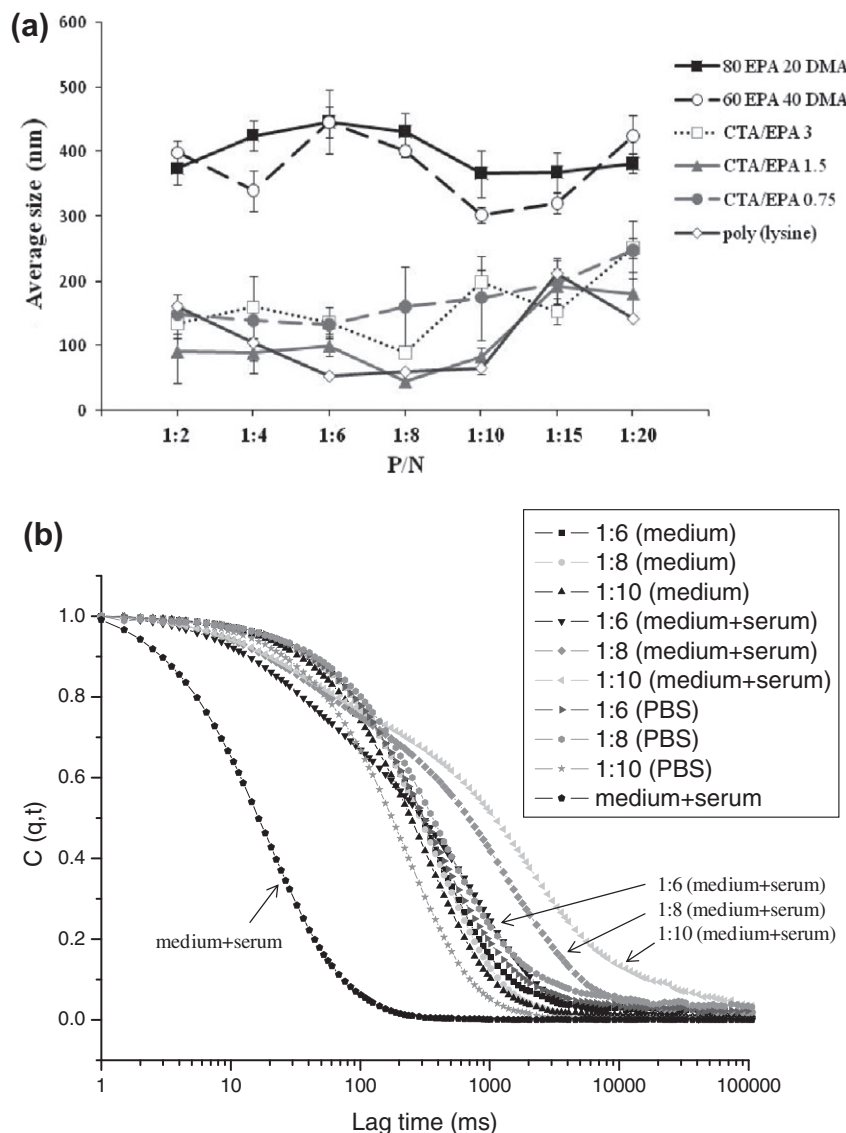 (a)
600
500
400
300
200
100
0
Average size (nm)
1:2 1:4 1:6 1:8 1:10 1:15 1:20
P/N
80 EPA 20 DMA
60 EPA 40 DMA
CTA/EPA 3
CTA/EPA 1.5
CTA/EPA 0.75
poly (lysine)
(b)
1:6 (medium)
1:8 (medium)
1:10 (medium)
1:6 (medium+serum)
1:8 (medium+serum)
1:10 (medium+serum)
1:6 (PBS)
1:8 (PBS)
1:10 (PBS)
medium+serum
1.0
0.8
0.6
0.4
0.2
0.0
C (q,t)
medium+serum
1:6 (medium+serum)
1:8 (medium+serum)
1:10 (medium+serum)
1 10 100 1000 10000 100000
Lag time (ms)